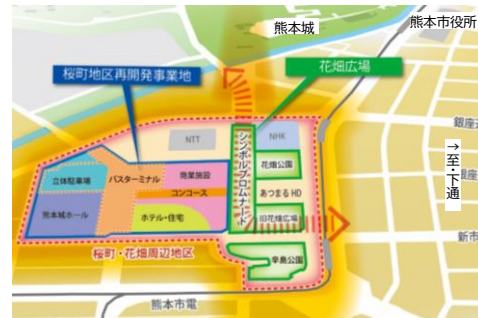 熊本城
熊本市役所
桜町地区再開発事業地
花畑広場
NTT
NHK
シンボルプロムナード
花畑公園
立体駐車場
バスターミナル
商業施設
コンコース
あつまるHD
熊本城ホール
ホテル・住宅
旧花畑広場
桜町・花畑周辺地区
辛島公園
熊本市電
銀座通
→至・下通
銀座
新市